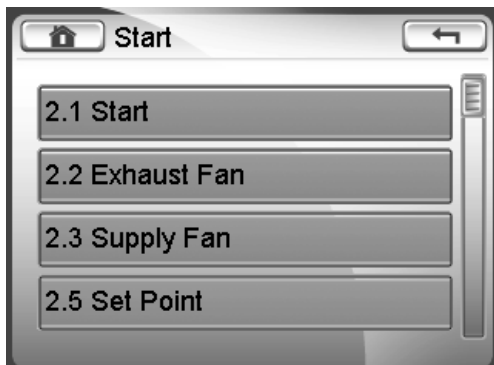 Start
2.1 Start
2.2 Exhaust Fan
2.3 Supply Fan
2.5 Set Point